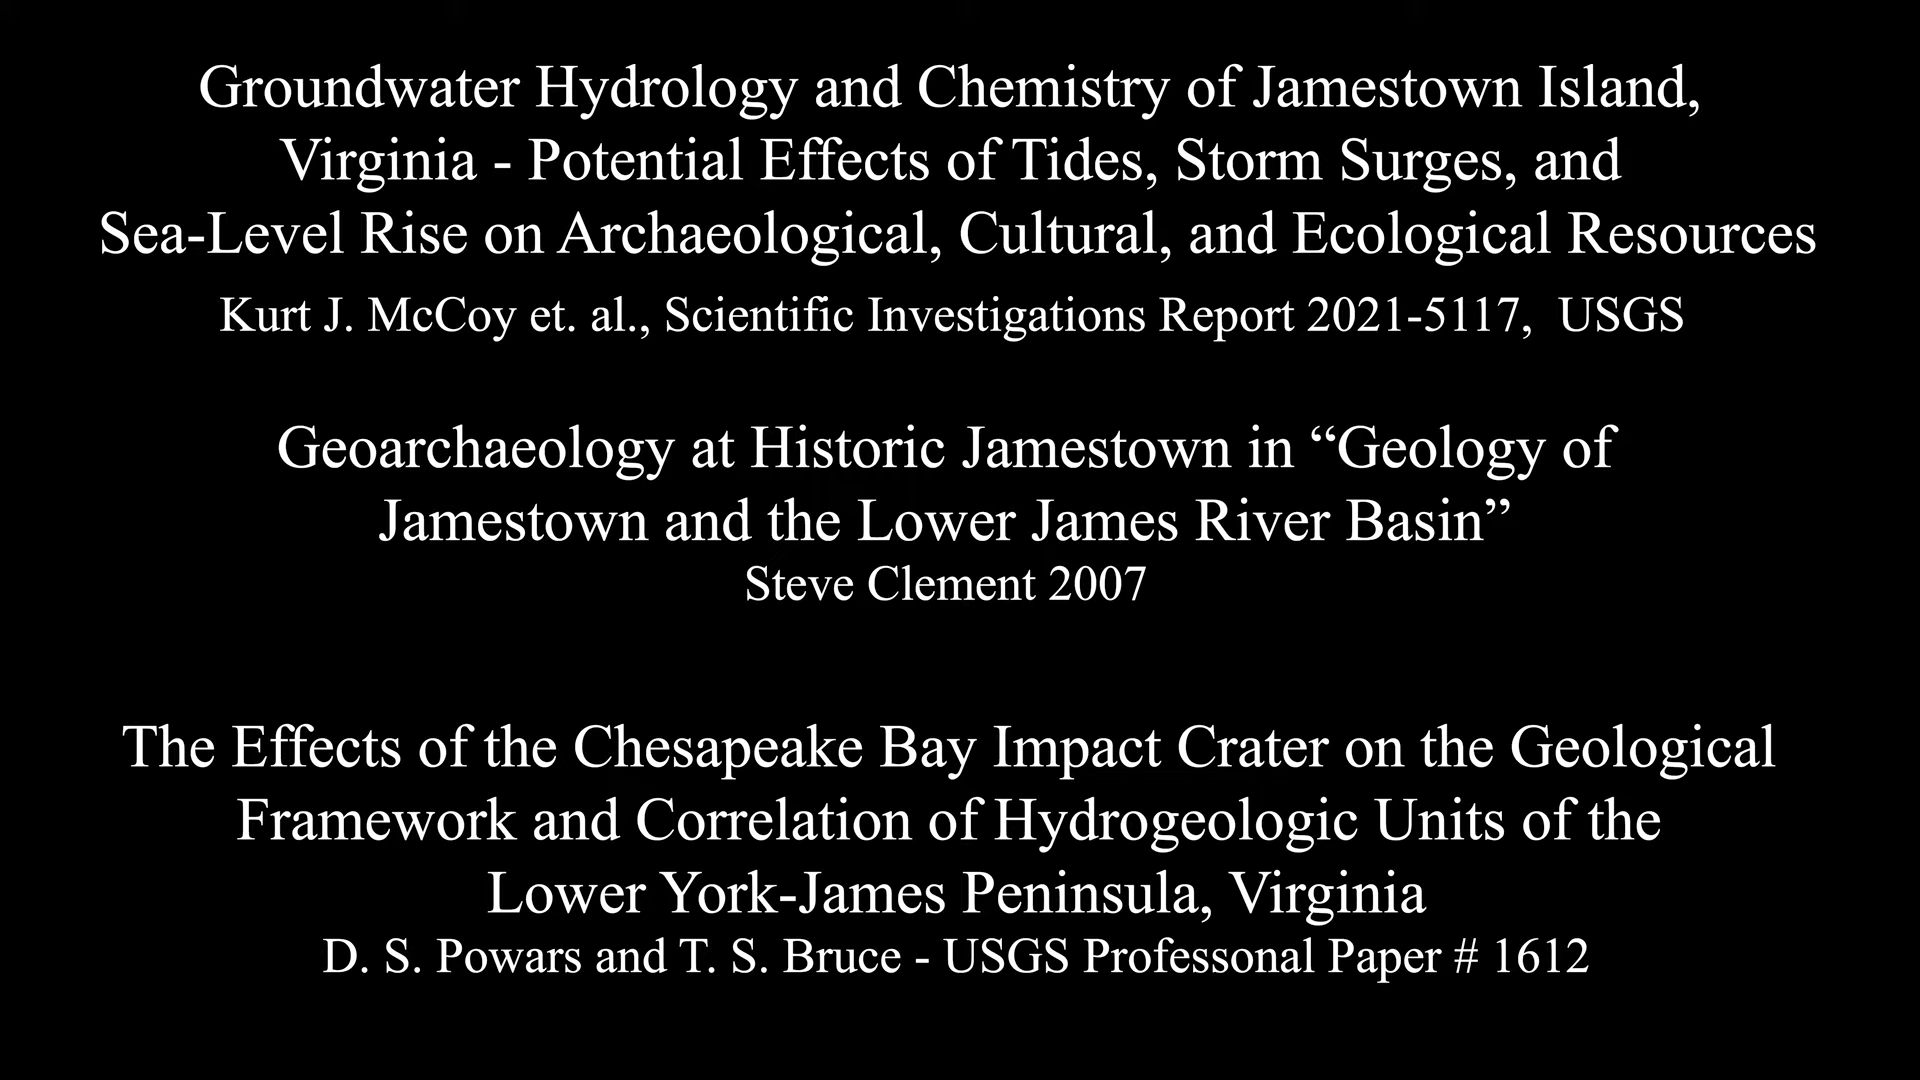 Groundwater Hydrology and Chemistry of Jamestown Island,
Virginia - Potential Effects of Tides, Storm Surges, and
Sea-Level Rise on Archaeological, Cultural, and Ecological Resources
Kurt J. McCoy et. al., Scientific Investigations Report 2021-5117,  USGS
Geoarchaeology at Historic Jamestown in “Geology of
Jamestown and the Lower James River Basin”
Steve Clement 2007
The Effects of the Chesapeake Bay Impact Crater on the Geological
Framework and Correlation of Hydrogeologic Units of the
Lower York-James Peninsula, Virginia
D. S. Powars and T. S. Bruce - USGS Professonal Paper # 1612